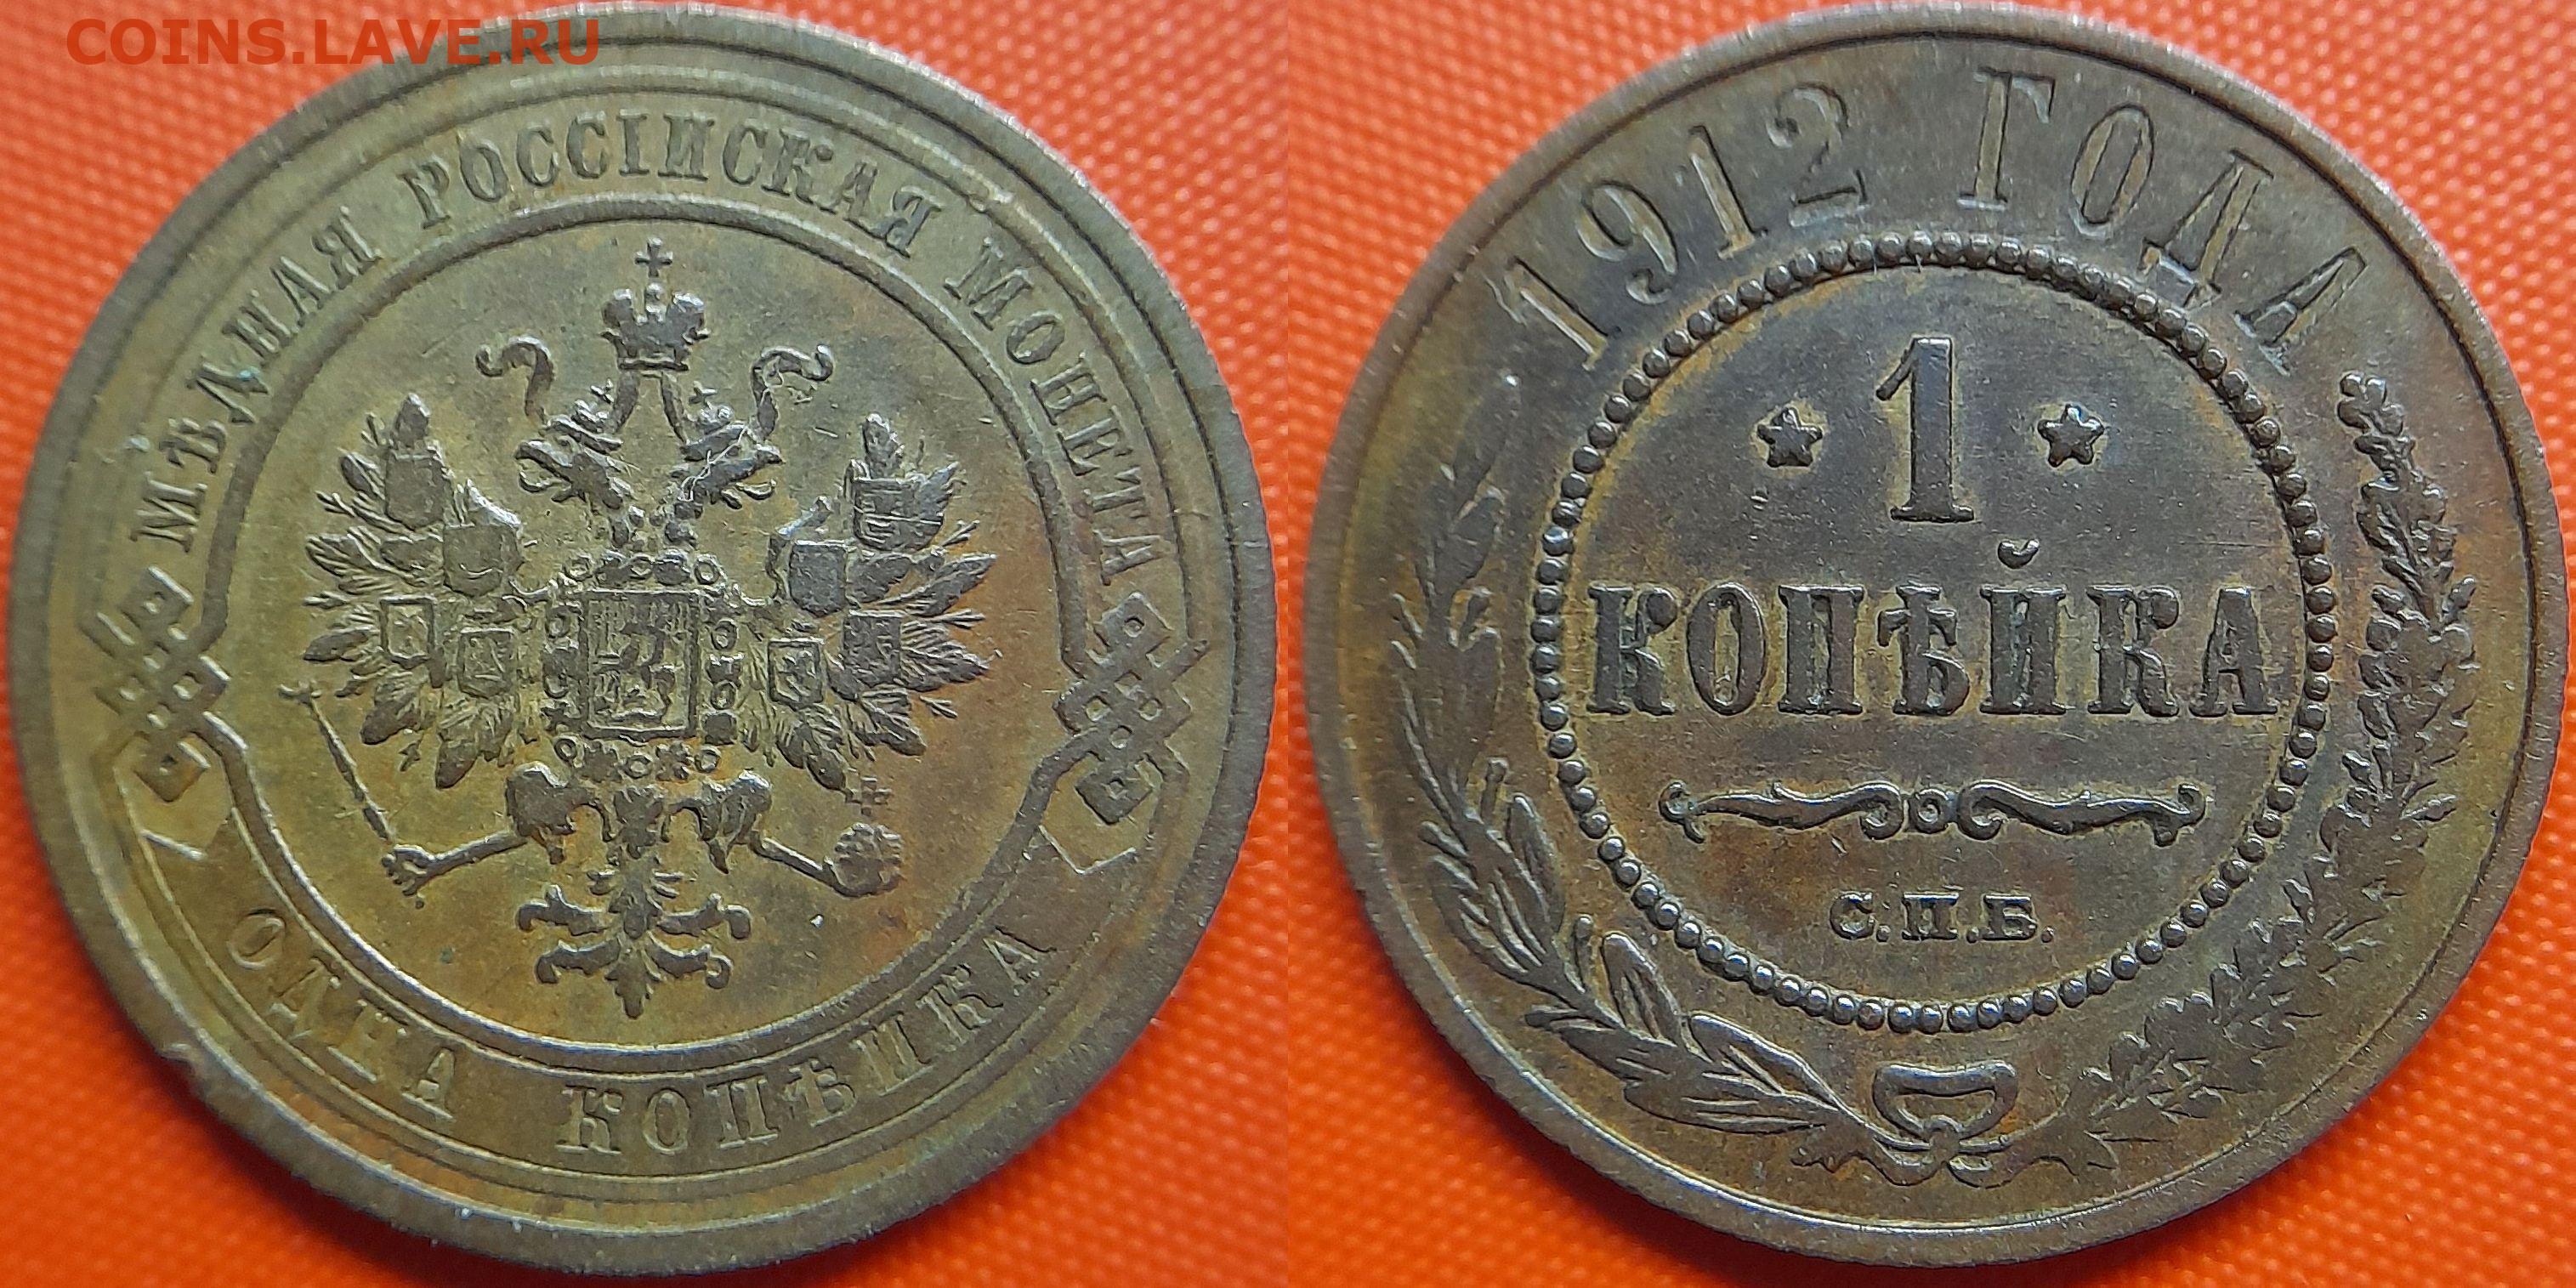 COINS.LAVE.RU
МѢДНАЯ РОССІЙСКАЯ МОНЕТА
ОДНА КОПѢЙКА
1912 ГОДА
1
КОПѢЙКА
С.П.Б.